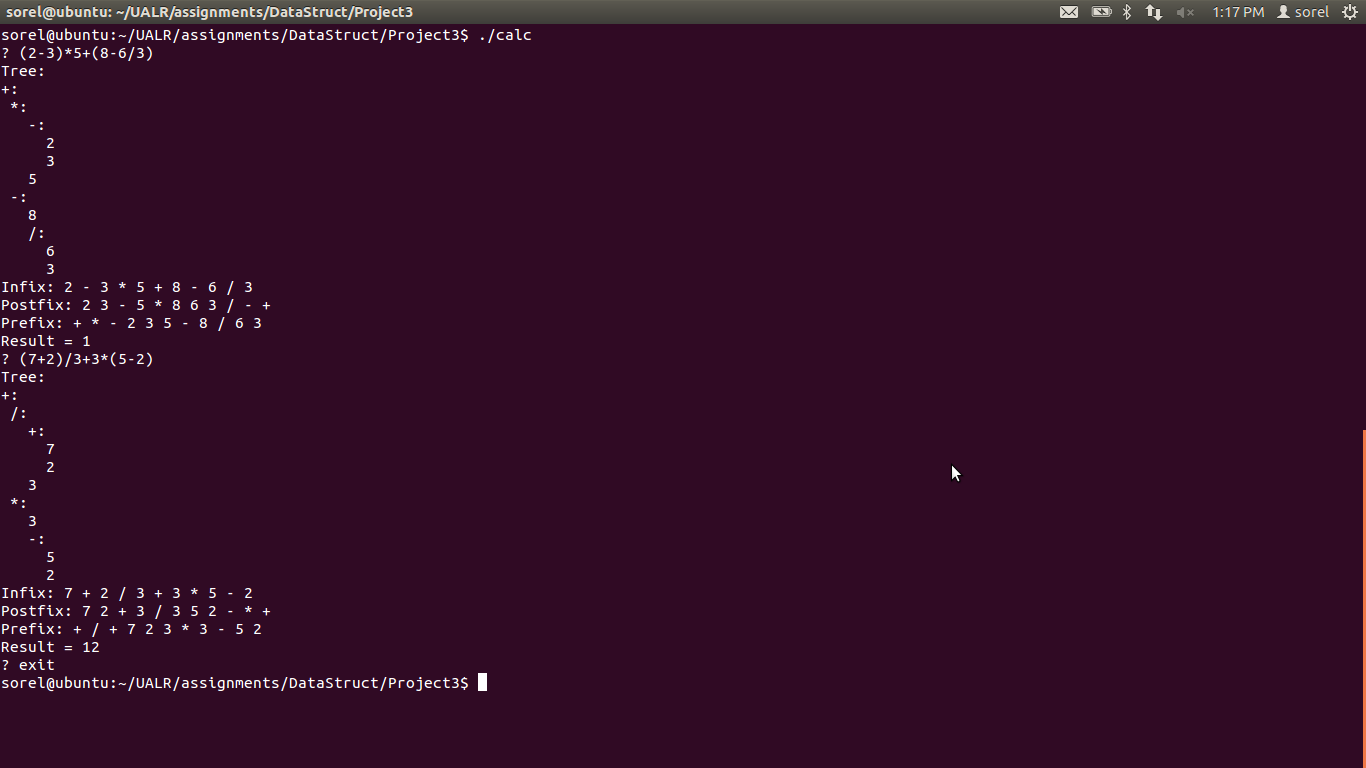 sorel@ubuntu: ~/UALR/assignments/DataStruct/Project3 1:17 PM sorel
sorel@ubuntu:~/UALR/assignments/DataStruct/Project3$ ./calc
? (2-3)*5+(8-6/3)
Tree:
+:
 *:
   -:
     2
     3
   5
 -:
   8
   /:
     6
     3
Infix: 2 - 3 * 5 + 8 - 6 / 3
Postfix: 2 3 - 5 * 8 6 3 / - +
Prefix: + * - 2 3 5 - 8 / 6 3
Result = 1
? (7+2)/3+3*(5-2)
Tree:
+:
 /:
   +:
     7
     2
   3
 *:
   3
   -:
     5
     2
Infix: 7 + 2 / 3 + 3 * 5 - 2
Postfix: 7 2 + 3 / 3 5 2 - * +
Prefix: + / + 7 2 3 * 3 - 5 2
Result = 12
? exit
sorel@ubuntu:~/UALR/assignments/DataStruct/Project3$